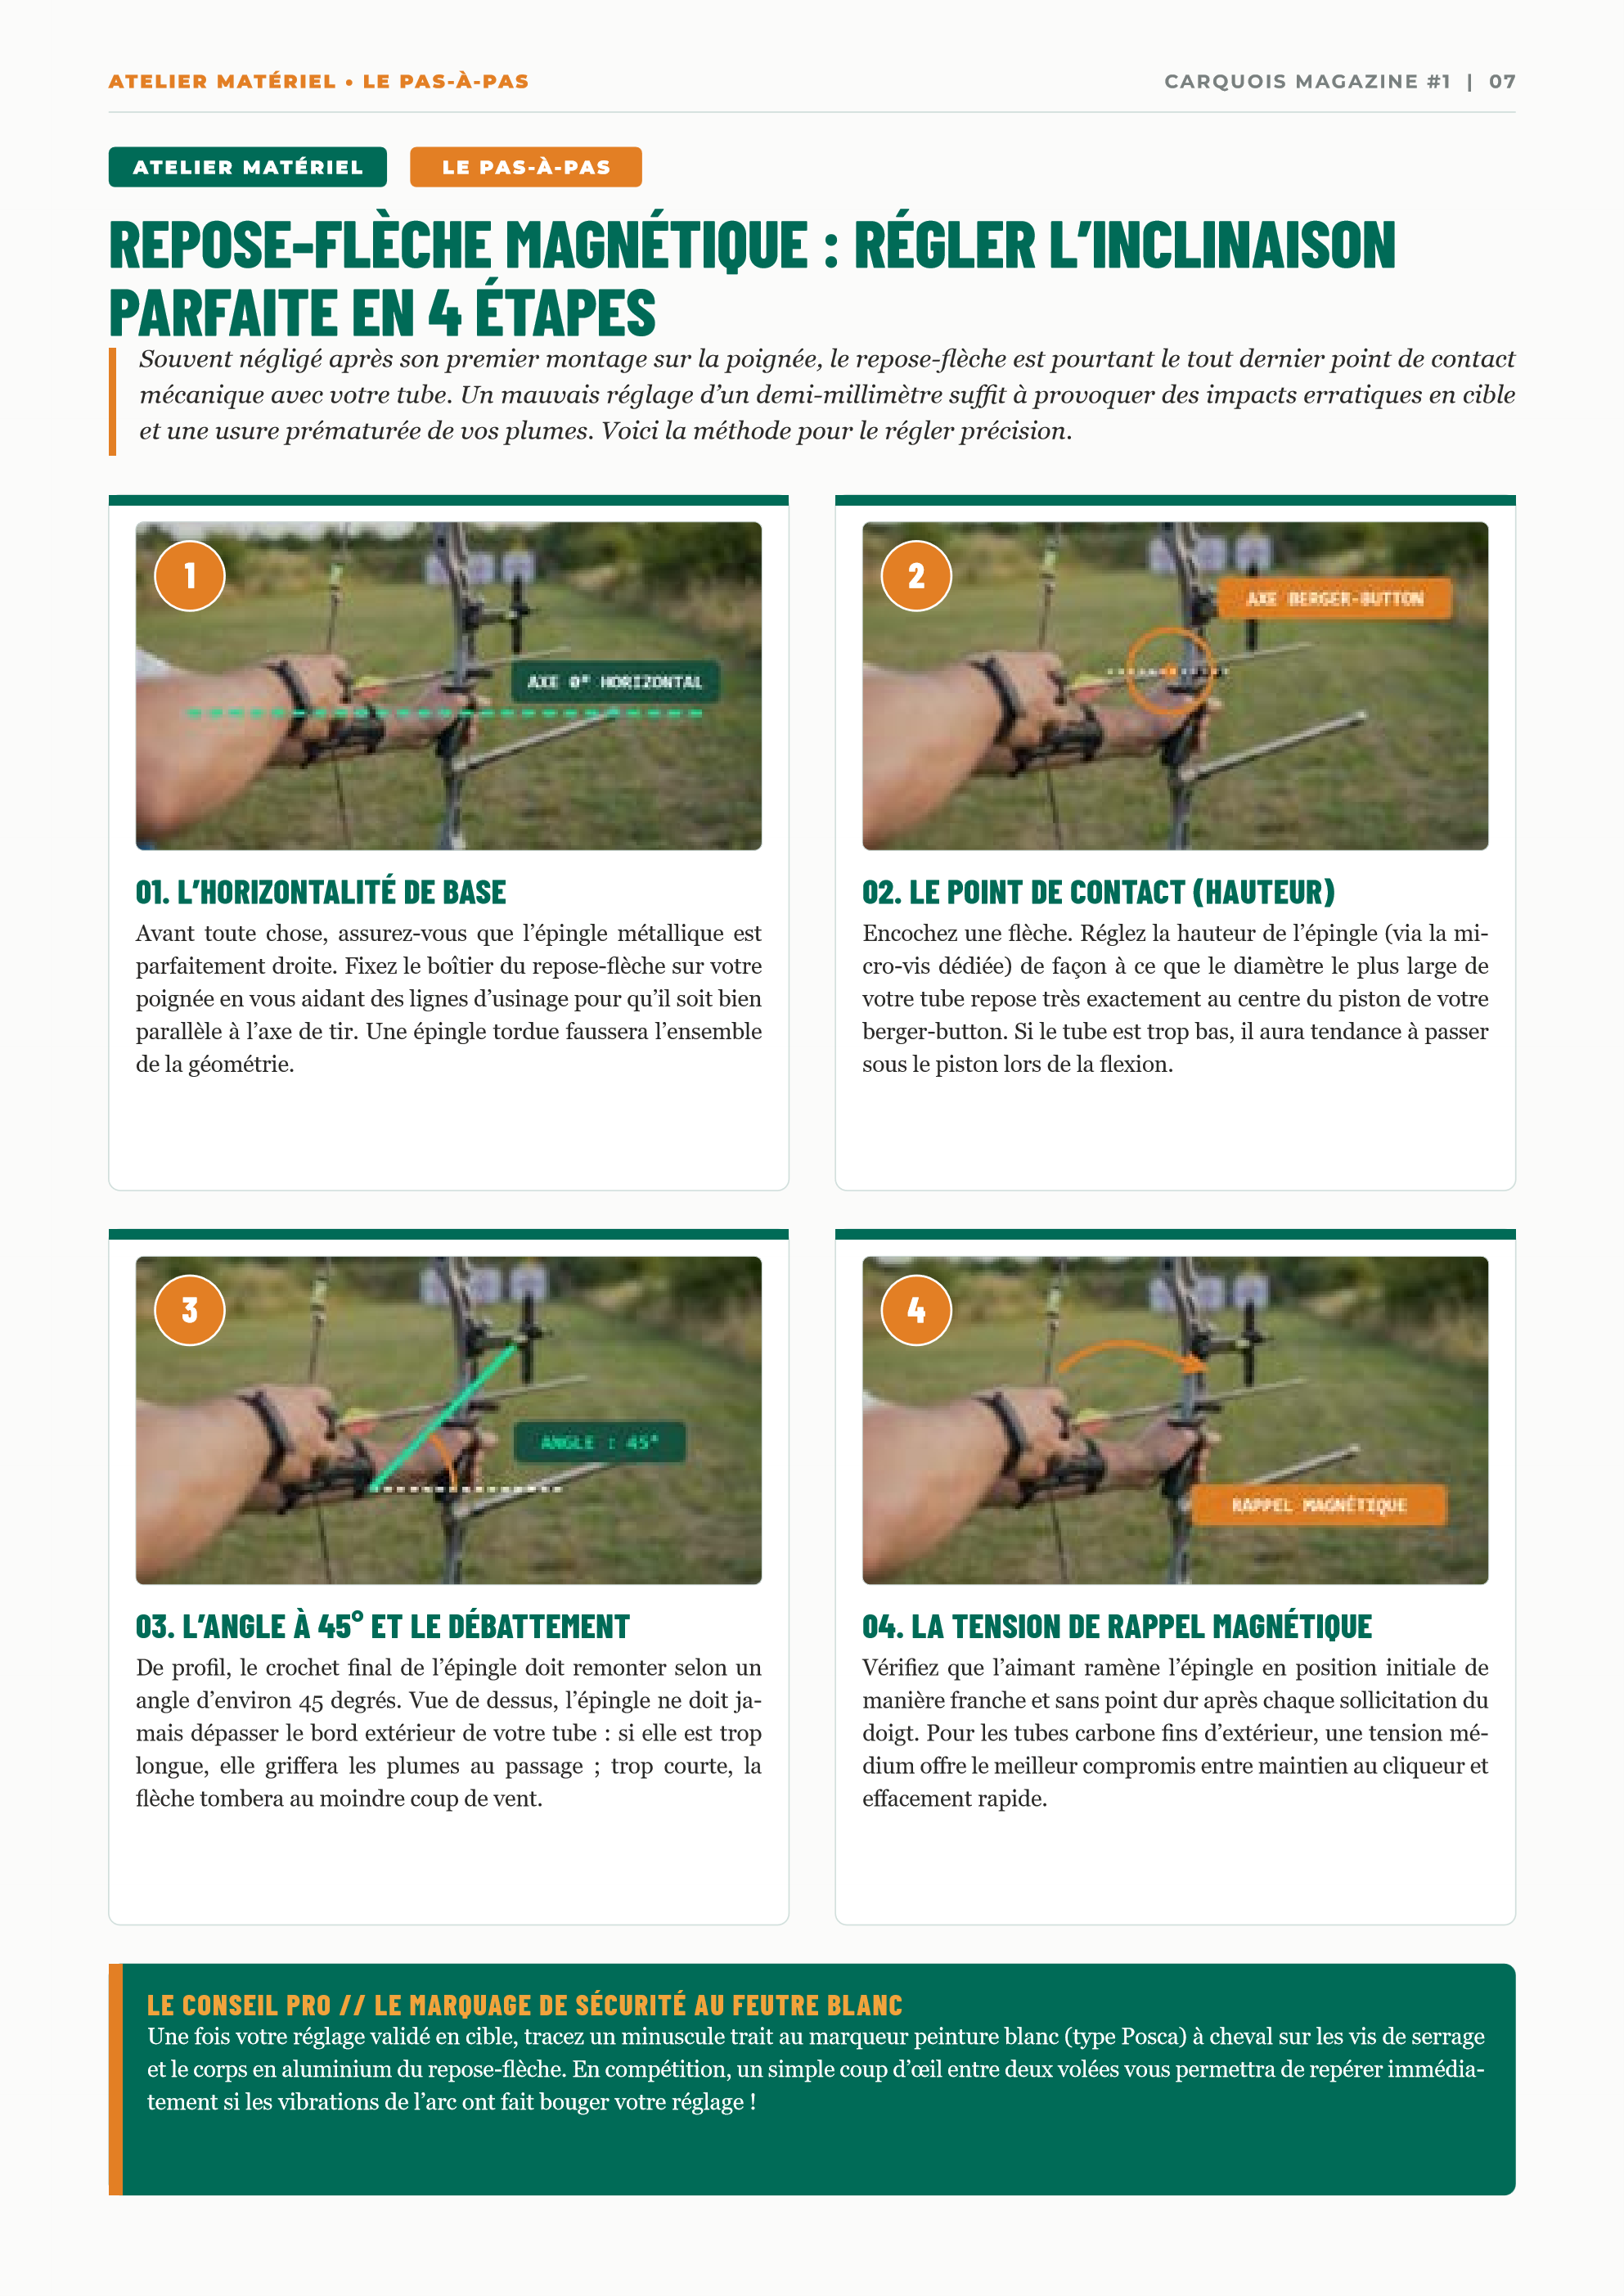 ATELIER MATÉRIEL • LE PAS-À-PAS
CARQUOIS MAGAZINE #1 | 07
ATELIER MATÉRIEL
LE PAS-À-PAS
REPOSE-FLÈCHE MAGNÉTIQUE : RÉGLER L’INCLINAISON
PARFAITE EN 4 ÉTAPES
Souvent négligé après son premier montage sur la poignée, le repose-flèche est pourtant le tout dernier point de contact
mécanique avec votre tube. Un mauvais réglage d’un demi-millimètre suffit à provoquer des impacts erratiques en cible
et une usure prématurée de vos plumes. Voici la méthode pour le régler précision.
1
AXE 0° HORIZONTAL
01. L’HORIZONTALITÉ DE BASE
Avant toute chose, assurez-vous que l’épingle métallique est
parfaitement droite. Fixez le boîtier du repose-flèche sur votre
poignée en vous aidant des lignes d’usinage pour qu’il soit bien
parallèle à l’axe de tir. Une épingle tordue faussera l’ensemble
de la géométrie.
2
AXE BERGER-BUTTON
02. LE POINT DE CONTACT (HAUTEUR)
Encochez une flèche. Réglez la hauteur de l’épingle (via la mi-
cro-vis dédiée) de façon à ce que le diamètre le plus large de
votre tube repose très exactement au centre du piston de votre
berger-button. Si le tube est trop bas, il aura tendance à passer
sous le piston lors de la flexion.
3
ANGLE : 45°
03. L’ANGLE À 45° ET LE DÉBATTEMENT
De profil, le crochet final de l’épingle doit remonter selon un
angle d’environ 45 degrés. Vue de dessus, l’épingle ne doit ja-
mais dépasser le bord extérieur de votre tube : si elle est trop
longue, elle griffera les plumes au passage ; trop courte, la
flèche tombera au moindre coup de vent.
4
RAPPEL MAGNÉTIQUE
04. LA TENSION DE RAPPEL MAGNÉTIQUE
Vérifiez que l’aimant ramène l’épingle en position initiale de
manière franche et sans point dur après chaque sollicitation du
doigt. Pour les tubes carbone fins d’extérieur, une tension mé-
dium offre le meilleur compromis entre maintien au cliqueur et
effacement rapide.
LE CONSEIL PRO // LE MARQUAGE DE SÉCURITÉ AU FEUTRE BLANC
Une fois votre réglage validé en cible, tracez un minuscule trait au marqueur peinture blanc (type Posca) à cheval sur les vis de serrage
et le corps en aluminium du repose-flèche. En compétition, un simple coup d’œil entre deux volées vous permettra de repérer immédia-
tement si les vibrations de l’arc ont fait bouger votre réglage !